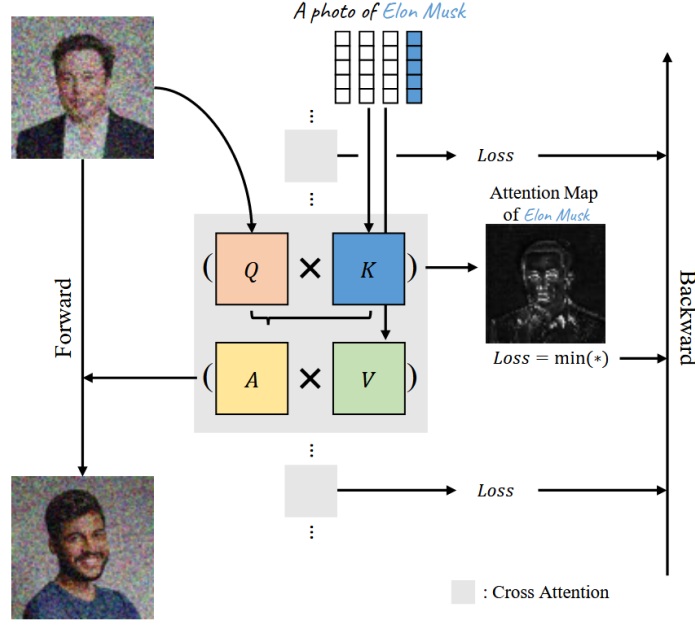 A photo of Elon Musk
...
Loss
...
Attention Map
of Elon Musk
( Q × K )
Forward
Backward
Loss = min(*)
( A × V )
...
Loss
...
: Cross Attention